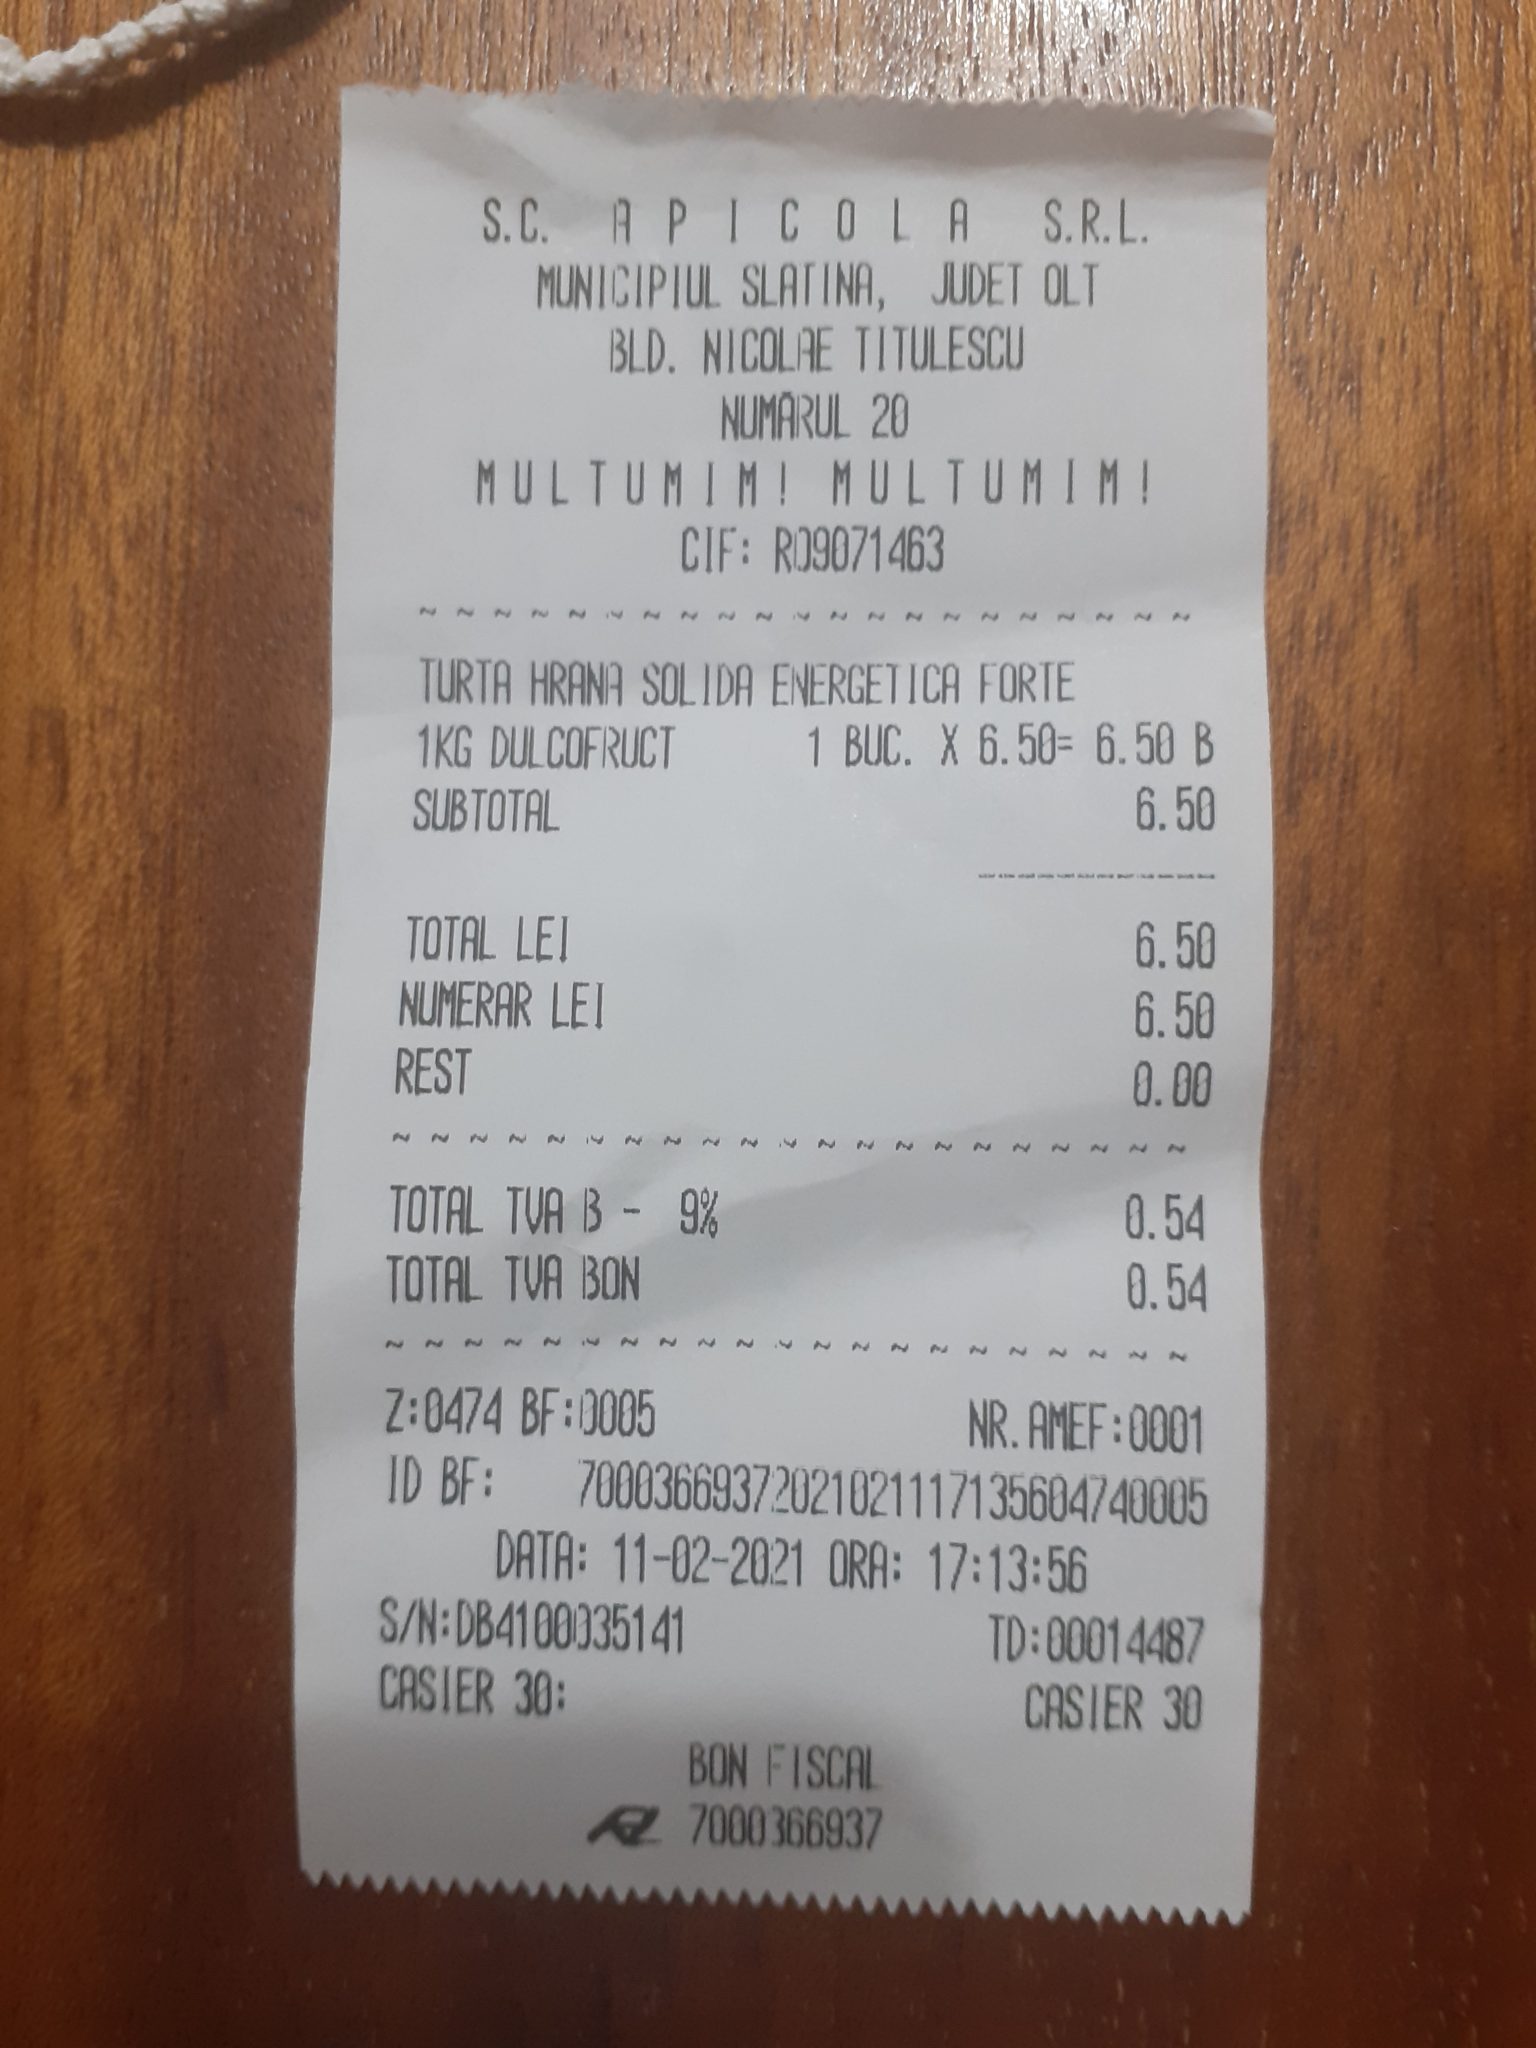 S.C. A P I C O L A S.R.L.
MUNICIPIUL SLATINA, JUDET OLT
BLD. NICOLAE TITULESCU
NUMARUL 20
M U L T U M I M ! M U L T U M I M !
CIF: RO9071463
~ ~ ~ ~ ~ ~ ~ ~ ~ ~ ~ ~ ~ ~ ~ ~ ~ ~ ~ ~ ~
TURTA HRANA SOLIDA ENERGETICA FORTE
1KG DULCOFRUCT 1 BUC. X 6.50= 6.50 B
SUBTOTAL 6.50
------------
TOTAL LEI 6.50
NUMERAR LEI 6.50
REST 0.00
~ ~ ~ ~ ~ ~ ~ ~ ~ ~ ~ ~ ~ ~ ~ ~ ~ ~ ~ ~ ~
TOTAL TVA B - 9% 0.54
TOTAL TVA BON 0.54
~ ~ ~ ~ ~ ~ ~ ~ ~ ~ ~ ~ ~ ~ ~ ~ ~ ~ ~ ~ ~
Z:0474 BF:0005 NR.AMEF:0001
ID BF: 70003669372021021117135604740005
DATA: 11-02-2021 ORA: 17:13:56
S/N:DB4100035141 TD:00014487
CASIER 30: CASIER 30
BON FISCAL
7000366937